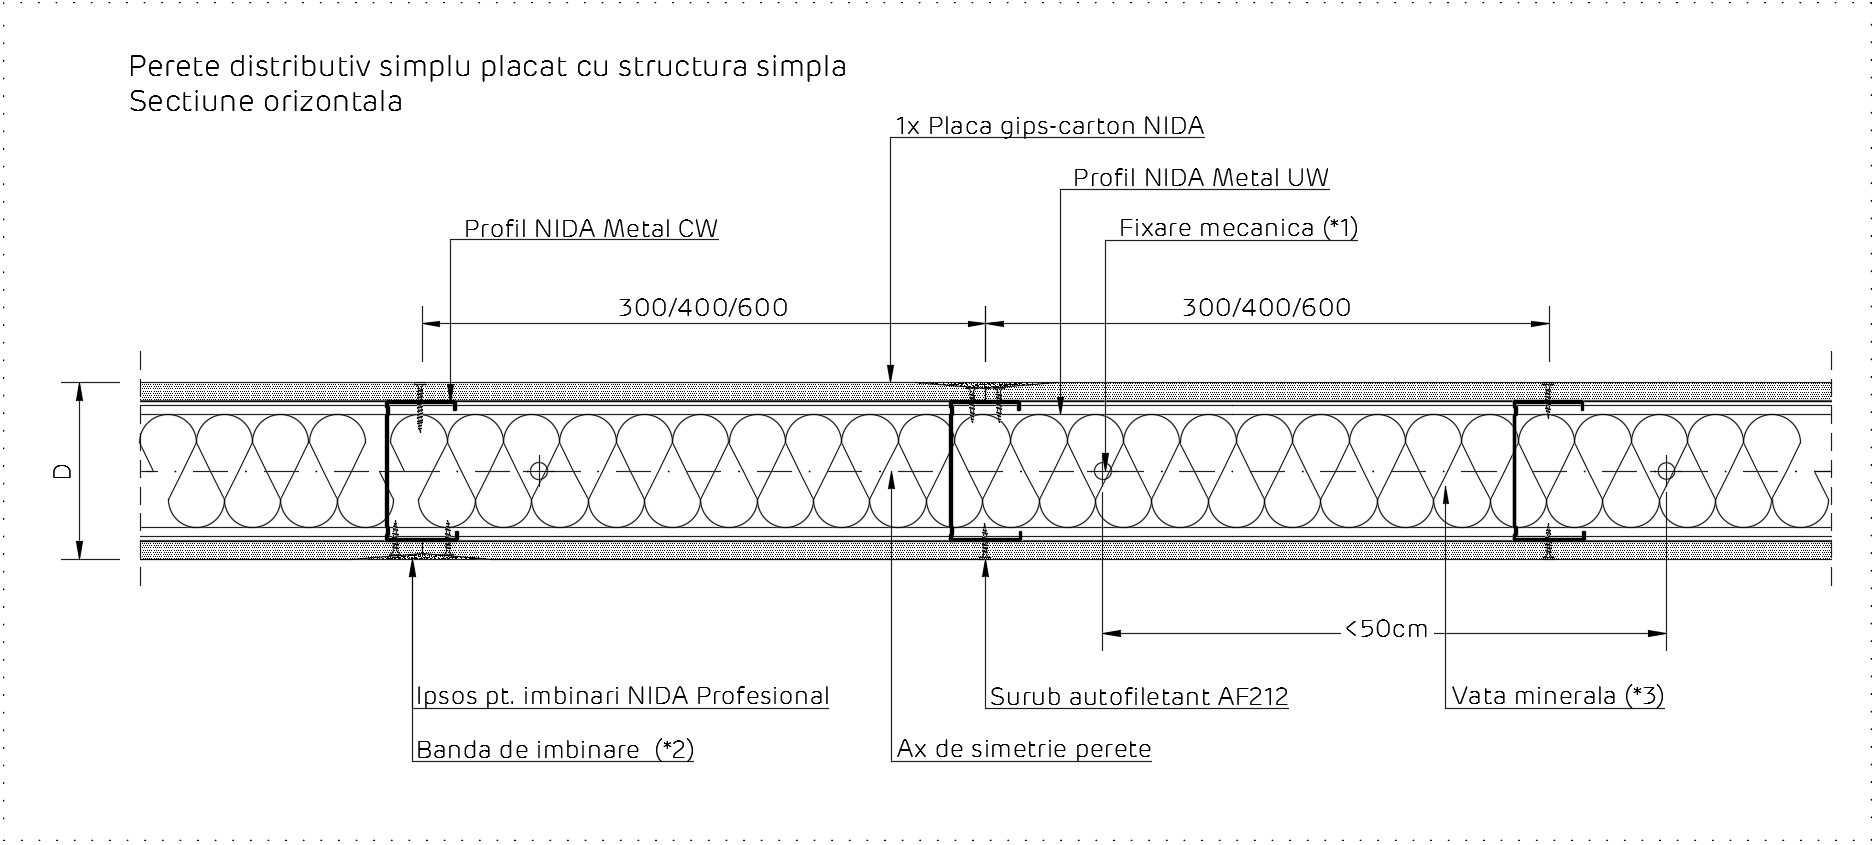 Perete distributiv simplu placat cu structura simpla
Sectiune orizontala
1x Placa gips-carton NIDA
Profil NIDA Metal UW
Profil NIDA Metal CW
Fixare mecanica (*1)
300/400/600
300/400/600
D
<50cm
Ipsos pt. imbinari NIDA Profesional
Surub autofiletant AF212
Vata minerala (*3)
Banda de imbinare (*2)
Ax de simetrie perete